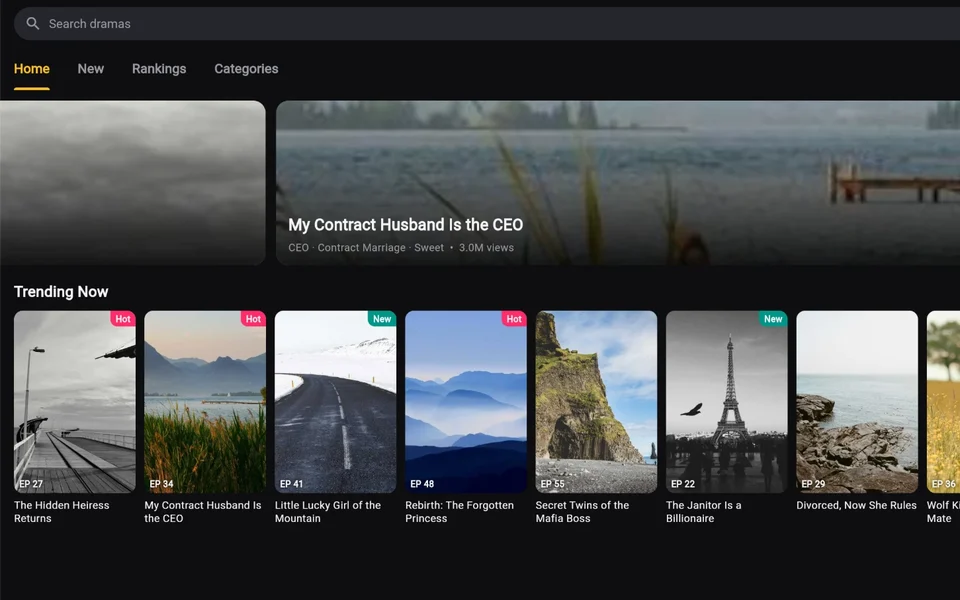 Search dramas
Home New Rankings Categories
My Contract Husband Is the CEO
CEO · Contract Marriage · Sweet • 3.0M views
Trending Now
Hot
EP 27
The Hidden Heiress
Returns
Hot
EP 34
My Contract Husband Is
the CEO
New
EP 41
Little Lucky Girl of the
Mountain
Hot
EP 48
Rebirth: The Forgotten
Princess
EP 55
Secret Twins of the
Mafia Boss
New
EP 22
The Janitor Is a
Billionaire
EP 29
Divorced, Now She Rules
EP 36
Wolf
Mate